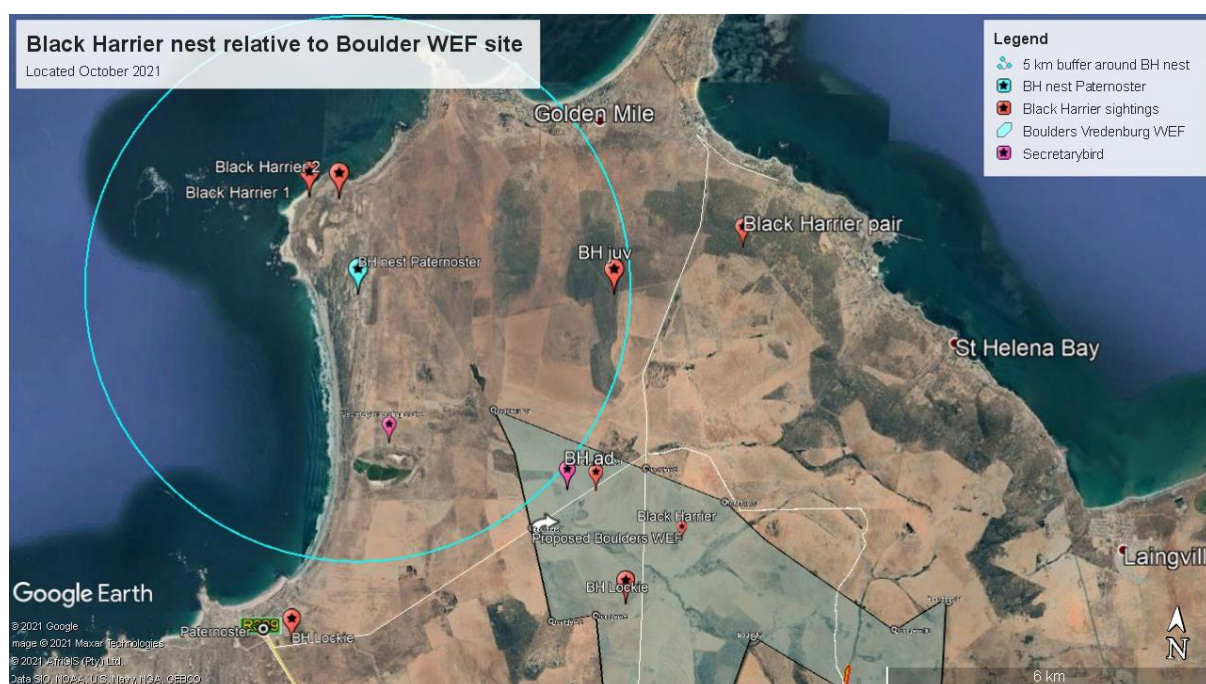 Black Harrier nest relative to Boulder WEF site
Located October 2021
Legend
5 km buffer around BH nest
BH nest Paternoster
Black Harrier sightings
Boulders Vredenburg WEF
Secretarybird
Golden Mile
Black Harrier 2
Black Harrier 1
Black Harrier pair
BH juv
BH nest Paternoster
St Helena Bay
BH ad
Black Harrier
Proposed Boulders WEF
BH Lockie
Laingvill
Google Earth
BH Lockie
Paternoster
© 2021 Google
mage © 2021 Maxar Technologies
© 2021 AfriGIS (Pty) Ltd.
Data SIO, NOAA, U.S. Navy, NGA, GEBCO
N
6 km